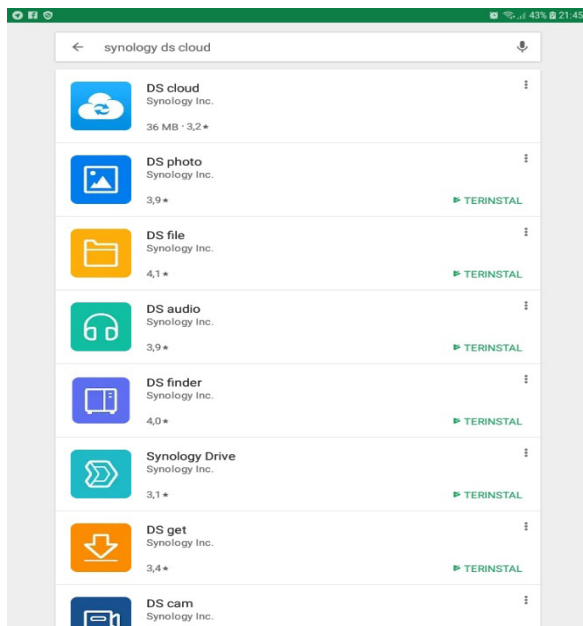 43% 21:45
synology ds cloud
DS cloud
Synology Inc.
36 MB · 3,2★
DS photo
Synology Inc.
3,9★
TERINSTAL
DS file
Synology Inc.
4,1★
TERINSTAL
DS audio
Synology Inc.
3,9★
TERINSTAL
DS finder
Synology Inc.
4,0★
TERINSTAL
Synology Drive
Synology Inc.
3,1★
TERINSTAL
DS get
Synology Inc.
3,4★
TERINSTAL
DS cam
Synology Inc.